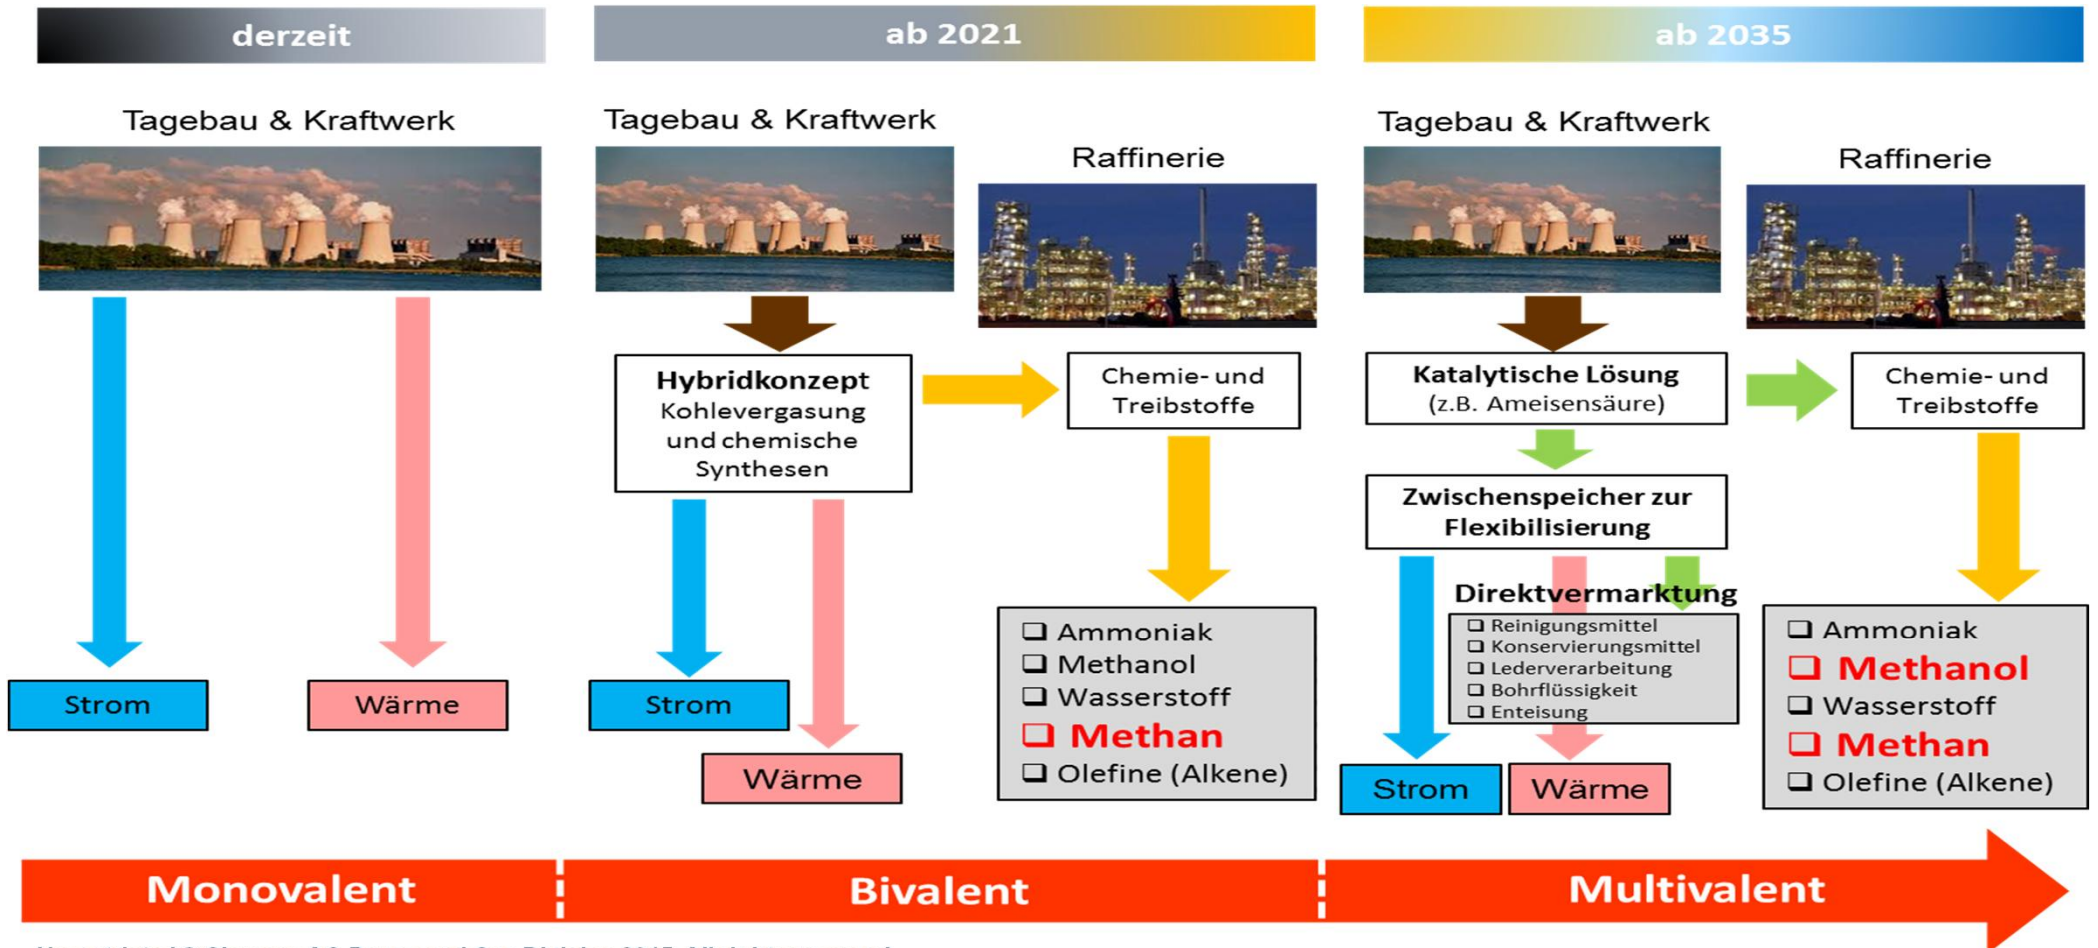 derzeit
ab 2021
ab 2035
Tagebau & Kraftwerk
Tagebau & Kraftwerk
Raffinerie
Tagebau & Kraftwerk
Raffinerie
Hybridkonzept
Kohlevergasung
und chemische
Synthesen
Chemie- und
Treibstoffe
Katalytische Lösung
(z.B. Ameisensäure)
Chemie- und
Treibstoffe
Zwischenspeicher zur
Flexibilisierung
Strom
Wärme
Strom
Wärme
Ammoniak
Methanol
Wasserstoff
Methan
Olefine (Alkene)
Direktvermarktung
Reinigungsmittel
Konservierungsmittel
Lederverarbeitung
Bohrflüssigkeit
Enteisung
Strom
Wärme
Ammoniak
Methanol
Wasserstoff
Methan
Olefine (Alkene)
Monovalent
Bivalent
Multivalent